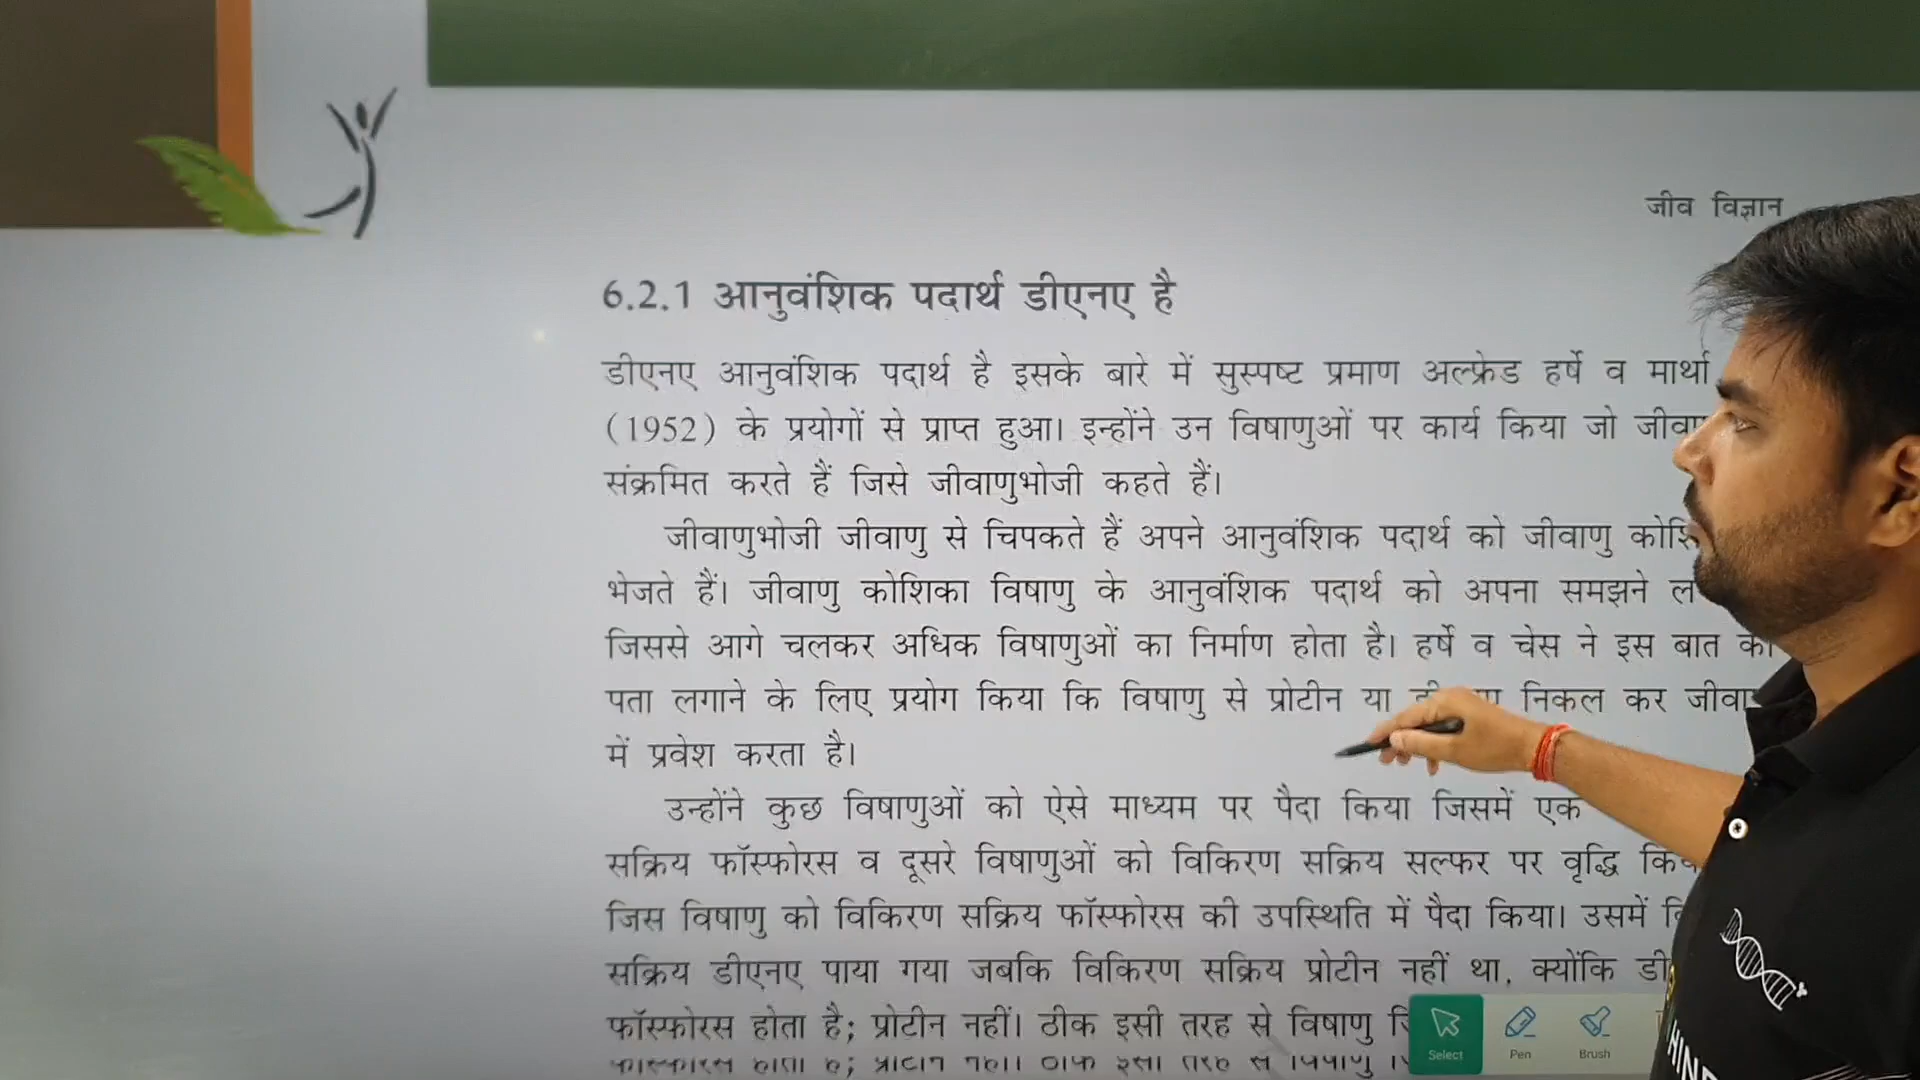 जीव विज्ञान
6.2.1 आनुवंशिक पदार्थ डीएनए है
डीएनए आनुवंशिक पदार्थ है इसके बारे में सुस्पष्ट प्रमाण अल्फ्रेड हर्षे व मार्था
(1952) के प्रयोगों से प्राप्त हुआ। इन्होंने उन विषाणुओं पर कार्य किया जो
संक्रमित करते हैं जिसे जीवाणुभोजी कहते हैं।
जीवाणुभोजी जीवाणु से चिपकते हैं अपने आनुवंशिक पदार्थ को जीवाणु
भेजते हैं। जीवाणु कोशिका विषाणु के आनुवंशिक पदार्थ को अपना समझने
जिससे आगे चलकर अधिक विषाणुओं का निर्माण होता है। हर्षे व चेस ने इस बात का
पता लगाने के लिए प्रयोग किया कि विषाणु से प्रोटीन या निकल कर
में प्रवेश करता है।
उन्होंने कुछ विषाणुओं को ऐसे माध्यम पर पैदा किया जिसमें एक
सक्रिय फॉस्फोरस व दूसरे विषाणुओं को विकिरण सक्रिय सल्फर पर वृद्धि
जिस विषाणु को विकिरण सक्रिय फॉस्फोरस की उपस्थिति में पैदा किया। उसमें
सक्रिय डीएनए पाया गया जबकि विकिरण सक्रिय प्रोटीन नहीं था, क्योंकि
फॉस्फोरस होता है; प्रोटीन नहीं। ठीक इसी तरह से विषाणु
Select Pen Brush